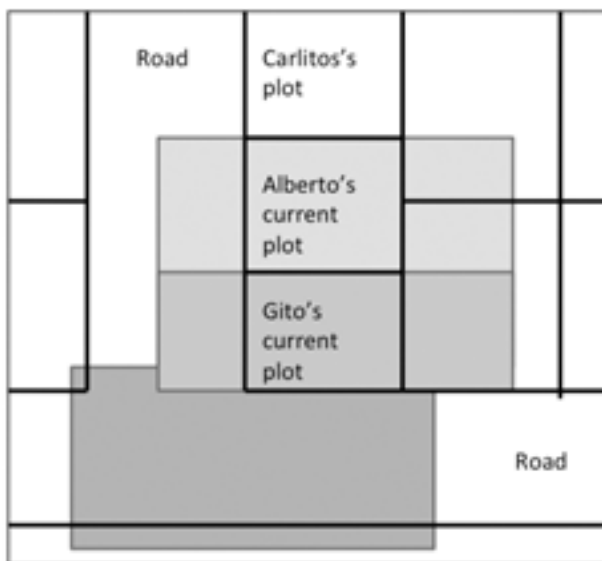 Road
Carlitos's
plot
Alberto's
current
plot
Gito's
current
plot
Road